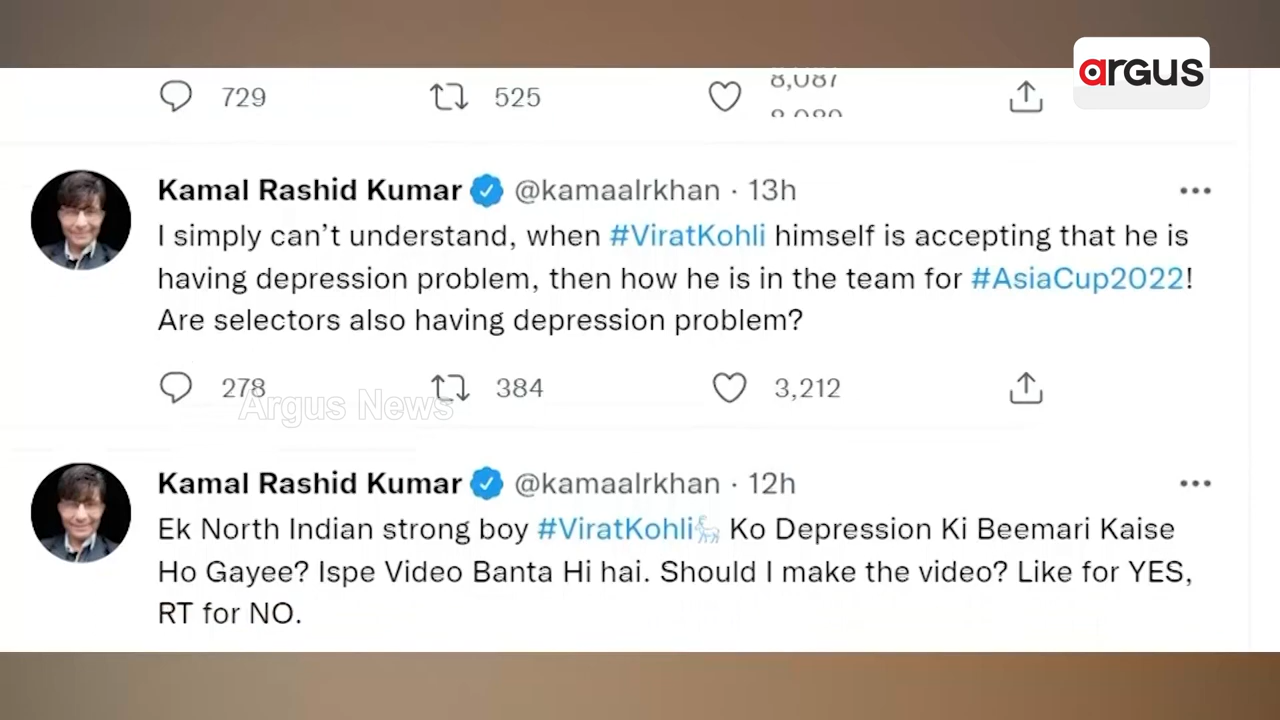 argus
729 525 8,087
Kamal Rashid Kumar @kamaalrkhan · 13h
I simply can’t understand, when #ViratKohli himself is accepting that he is
having depression problem, then how he is in the team for #AsiaCup2022!
Are selectors also having depression problem?
278 384 3,212
Argus News
Kamal Rashid Kumar @kamaalrkhan · 12h
Ek North Indian strong boy #ViratKohli Ko Depression Ki Beemari Kaise
Ho Gayee? Ispe Video Banta Hi hai. Should I make the video? Like for YES,
RT for NO.